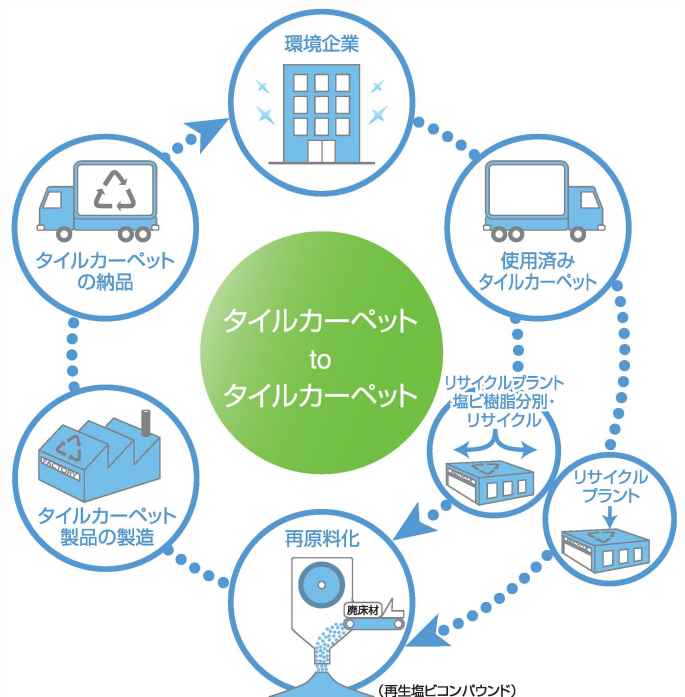 環境企業
使用済み
タイルカーペット
リサイクルプラント
塩ビ樹脂分別・
リサイクル
リサイクル
プラント
再原料化
廃床材
(再生塩ビコンパウンド)
タイルカーペット
製品の製造
FACTORY
タイルカーペット
の納品
タイルカーペット
to
タイルカーペット